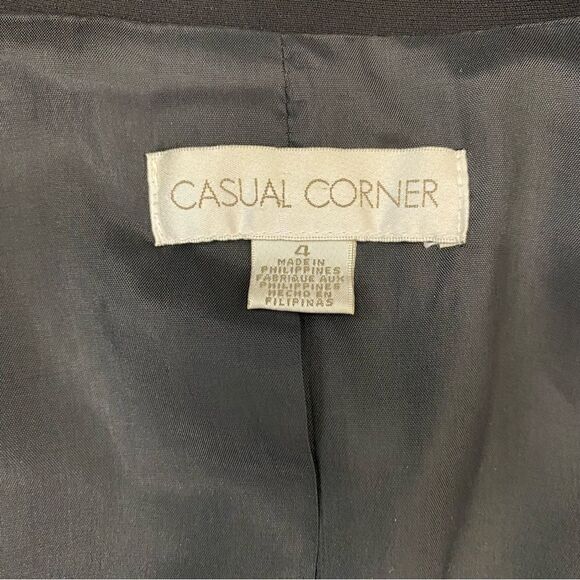 CASUAL CORNER
4
MADE IN
PHILIPPINES
FABRIQUE AUX
PHILIPPINES
HECHO EN
FILIPINAS